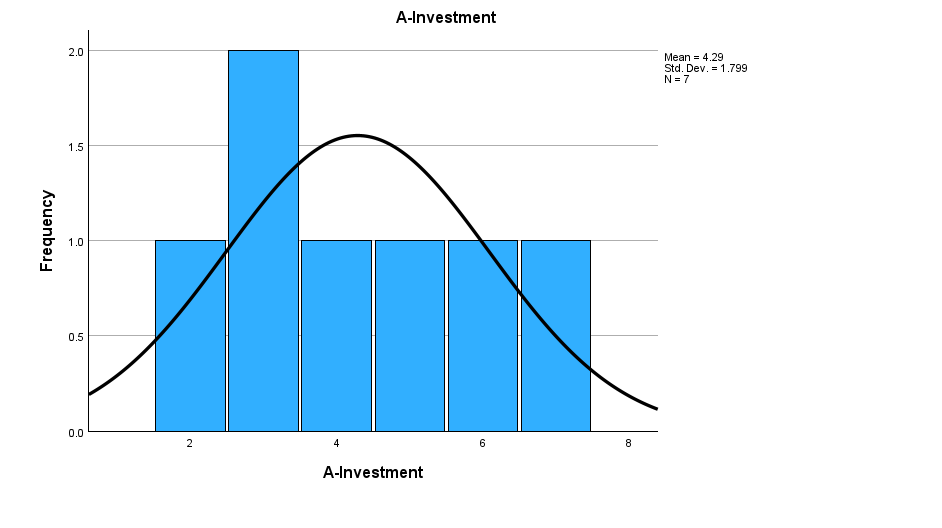 A-Investment
Mean = 4.29
Std. Dev. = 1.799
N = 7
2.0
1.5
1.0
0.5
0.0
Frequency
2 4 6 8
A-Investment